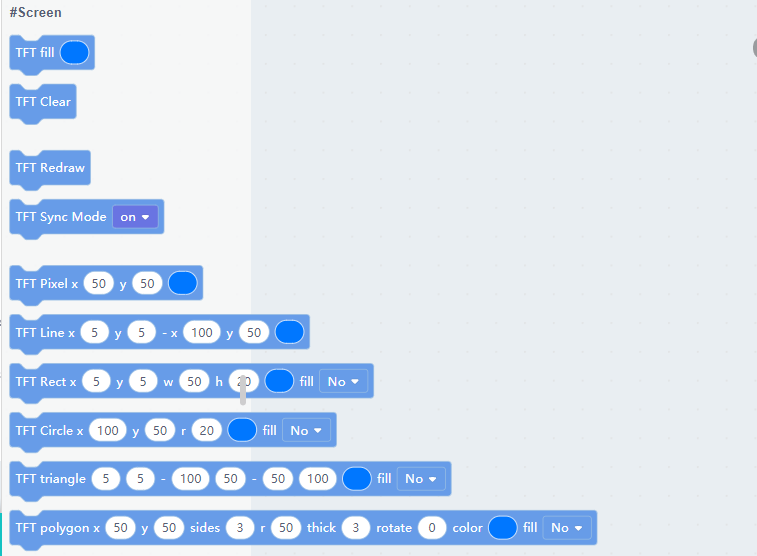 #Screen
TFT fill
TFT Clear
TFT Redraw
TFT Sync Mode on
TFT Pixel x 50 y 50
TFT Line x 5 y 5 - x 100 y 50
TFT Rect x 5 y 5 w 50 h 20 fill No
TFT Circle x 100 y 50 r 20 fill No
TFT triangle 5 5 - 100 50 - 50 100 fill No
TFT polygon x 50 y 50 sides 3 r 50 thick 3 rotate 0 color fill No